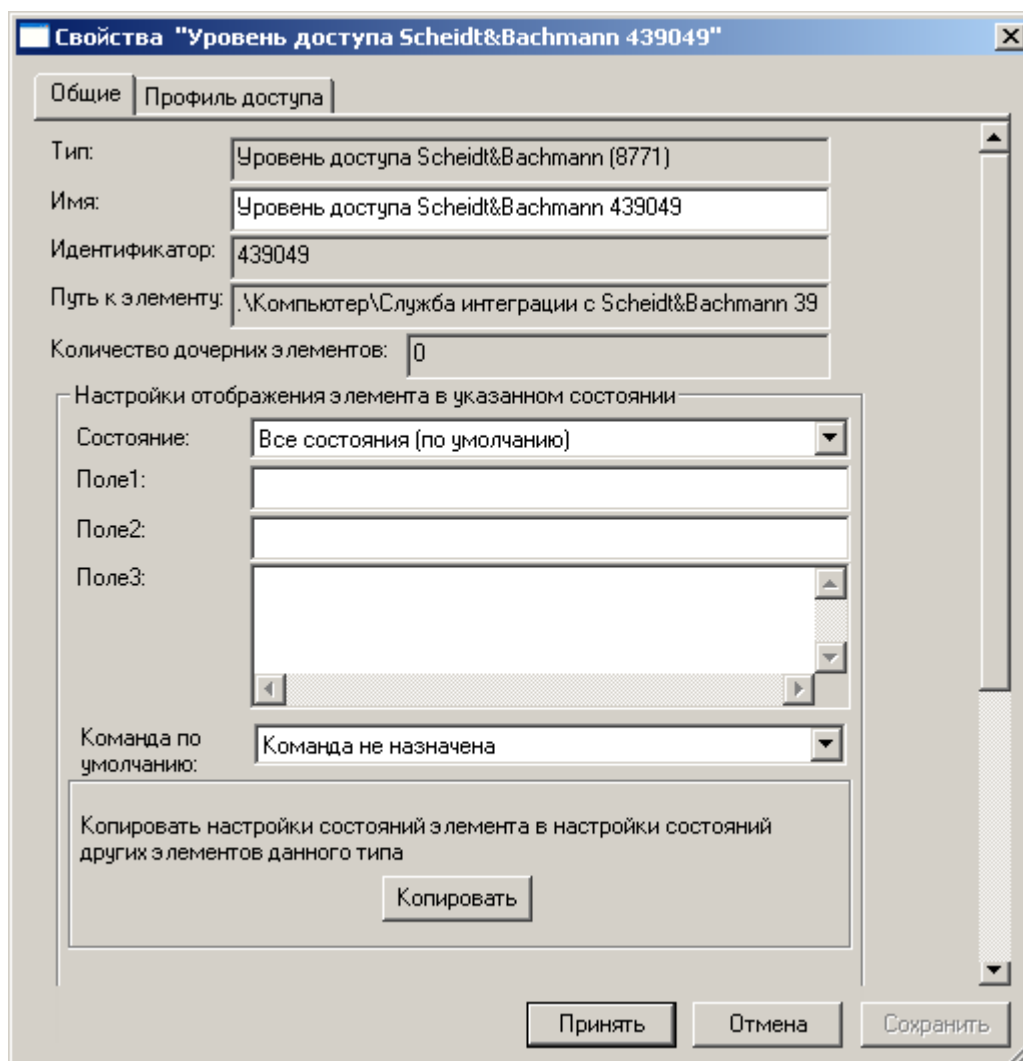 Свойства "Уровень доступа Scheidt&Bachmann 439049"
Общие
Профиль доступа
Тип:
Уровень доступа Scheidt&Bachmann (8771)
Имя:
Уровень доступа Scheidt&Bachmann 439049
Идентификатор:
439049
Путь к элементу:
.\Компьютер\Служба интеграции с Scheidt&Bachmann 39
Количество дочерних элементов:
0
Настройки отображения элемента в указанном состоянии
Состояние:
Все состояния (по умолчанию)
Поле1:
Поле2:
Поле3:
Команда по
умолчанию:
Команда не назначена
Копировать настройки состояний элемента в настройки состояний
других элементов данного типа
Копировать
Принять
Отмена
Сохранить